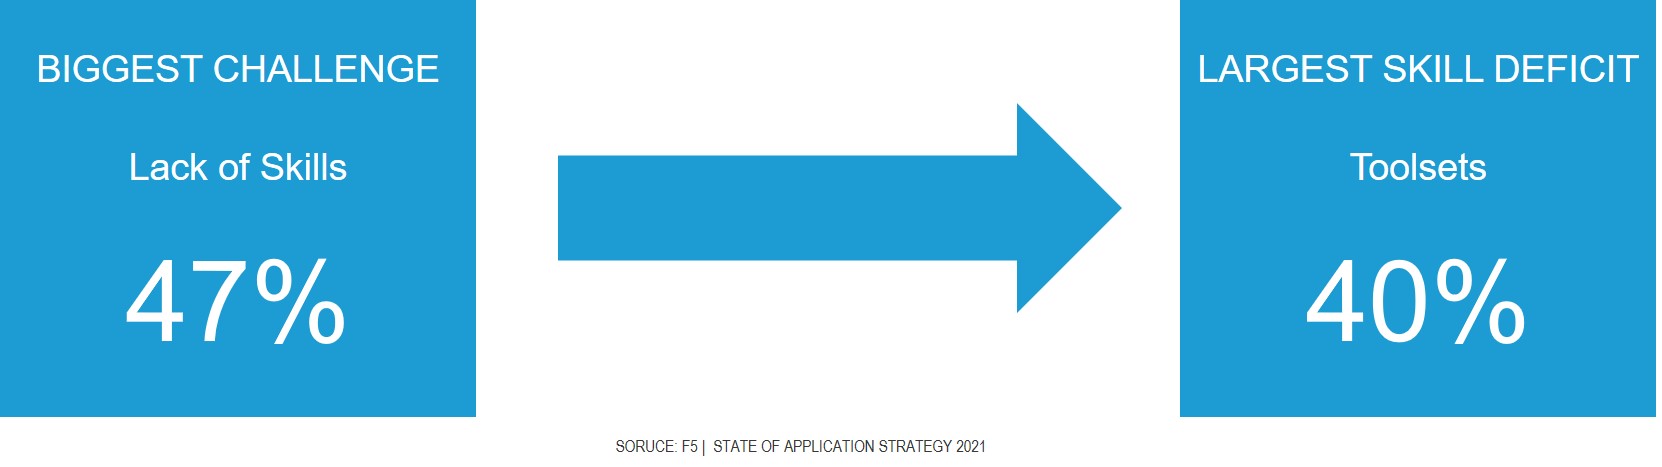 BIGGEST CHALLENGE
Lack of Skills
47%
LARGEST SKILL DEFICIT
Toolsets
40%
SORUCE: F5 | STATE OF APPLICATION STRATEGY 2021